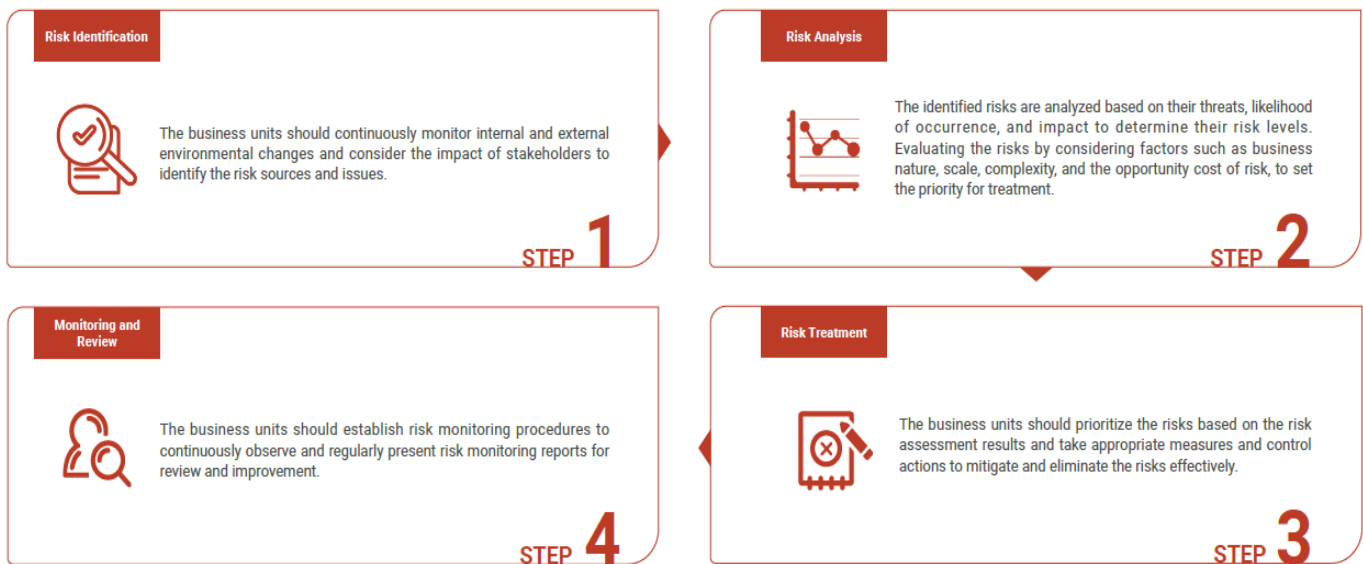 Risk Identification
The business units should continuously monitor internal and external
environmental changes and consider the impact of stakeholders to
identify the risk sources and issues.
STEP 1
Risk Analysis
The identified risks are analyzed based on their threats, likelihood
of occurrence, and impact to determine their risk levels.
Evaluating the risks by considering factors such as business
nature, scale, complexity, and the opportunity cost of risk, to set
the priority for treatment.
STEP 2
Risk Treatment
The business units should prioritize the risks based on the risk
assessment results and take appropriate measures and control
actions to mitigate and eliminate the risks effectively.
STEP 3
Monitoring and
Review
The business units should establish risk monitoring procedures to
continuously observe and regularly present risk monitoring reports for
review and improvement.
STEP 4